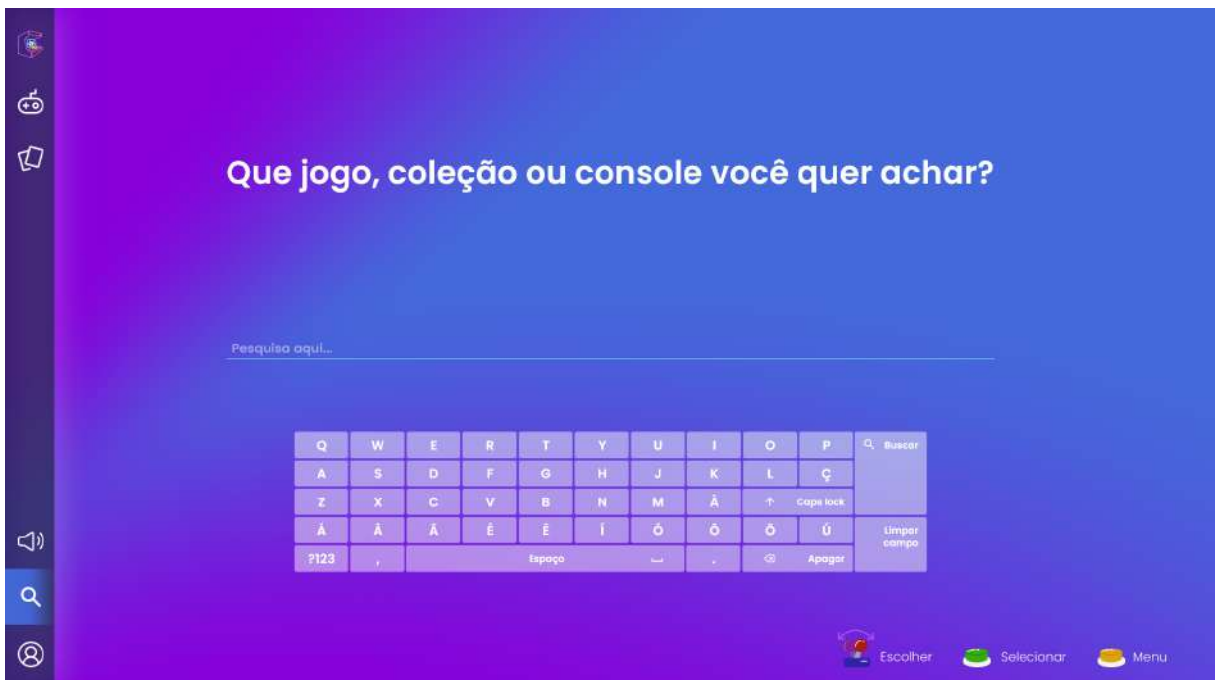 Que jogo, coleção ou console você quer achar?
Pesquisa aqui...
Q W E R T Y U I O P Buscar
A S D F G H J K L Ç
Z X C V B N M À Caps lock
Á Â Ã É Ê Í Ó Ô Õ Ú Limpar campo
?123 , Espaço . Apagar
Escolher Selecionar Menu